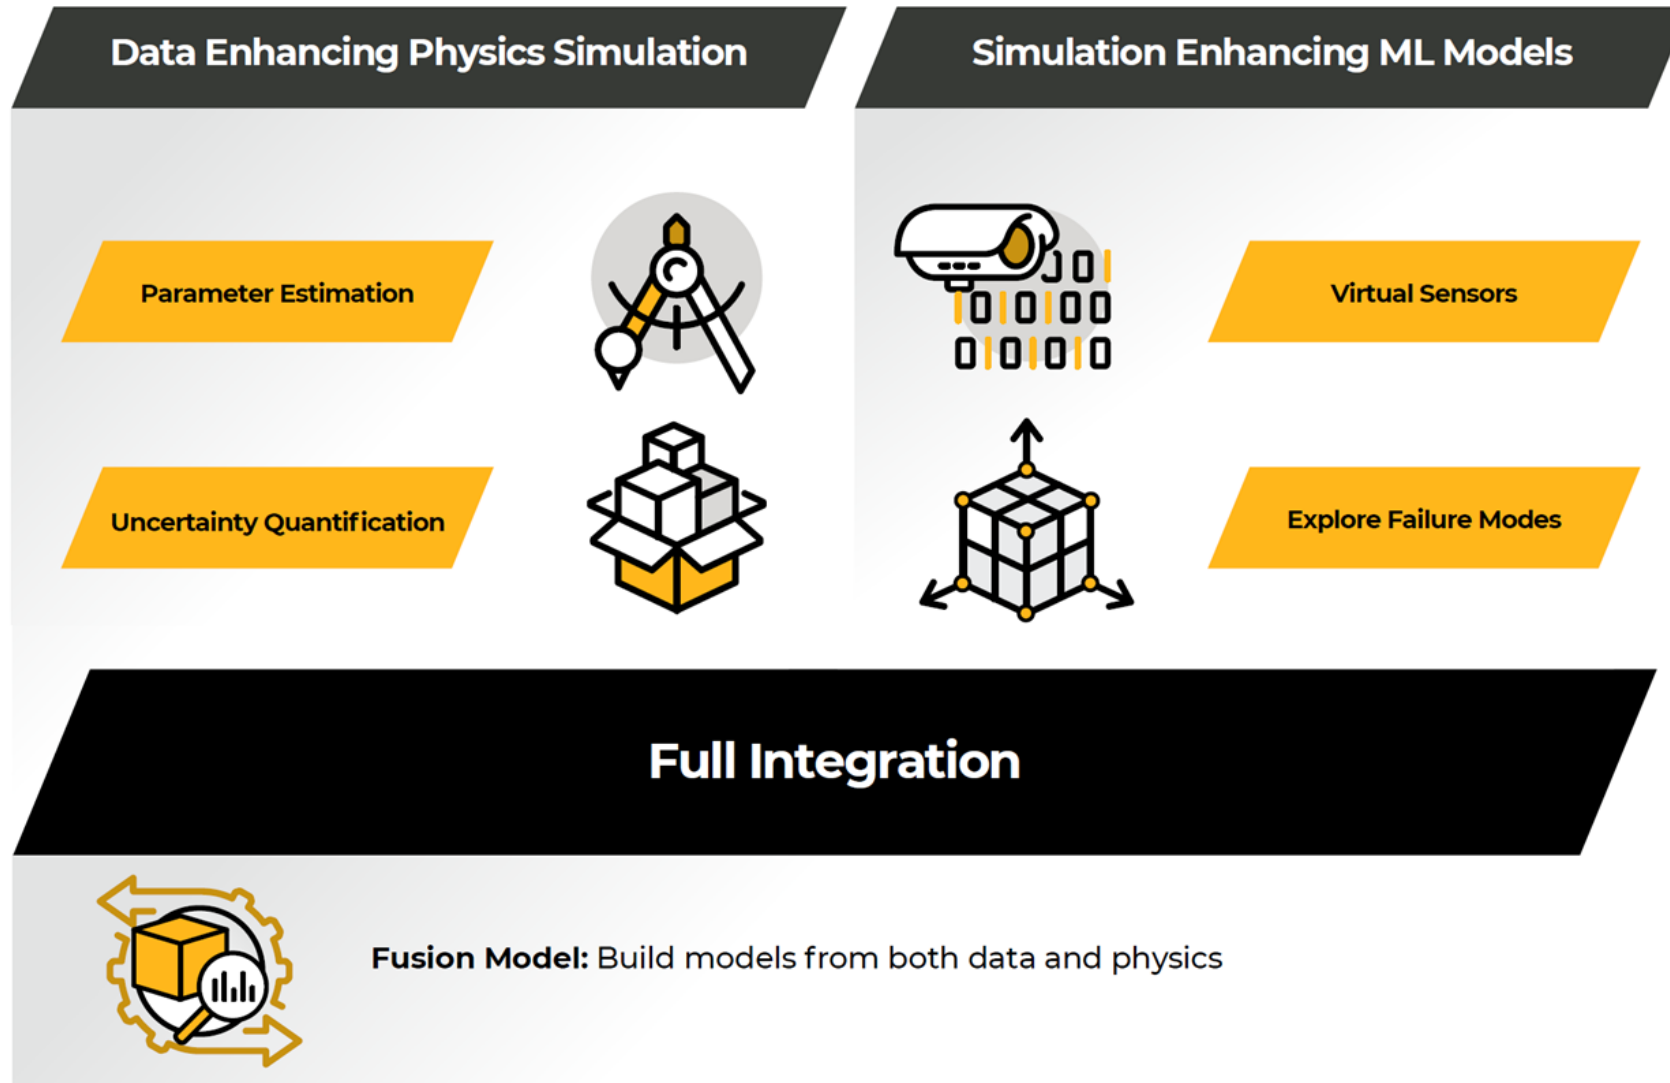 Data Enhancing Physics Simulation
Simulation Enhancing ML Models
Parameter Estimation
Virtual Sensors
Uncertainty Quantification
Explore Failure Modes
Full Integration
Fusion Model: Build models from both data and physics